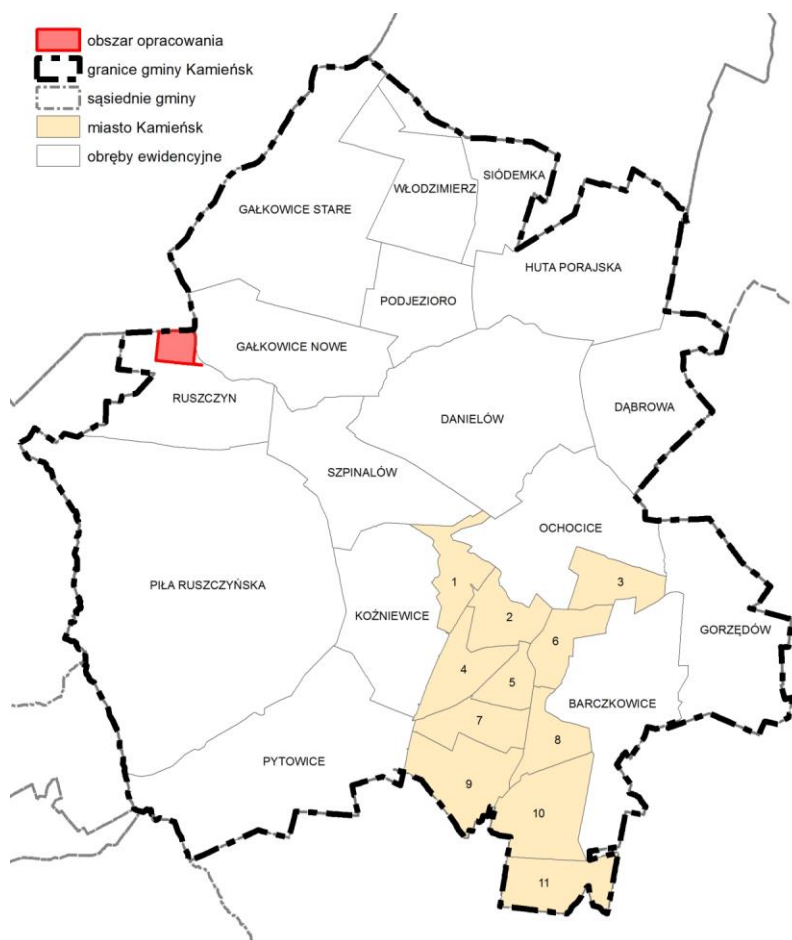 obszar opracowania
granice gminy Kamieńsk
sąsiednie gminy
miasto Kamieńsk
obręby ewidencyjne
SIÓDEMKA
WŁODZIMIERZ
GAŁKOWICE STARE
HUTA PORAJSKA
PODJEZIORO
GAŁKOWICE NOWE
RUSZCZYN
DĄBROWA
DANIELÓW
SZPINALÓW
OCHOCICE
1
3
PIŁA RUSZCZYŃSKA
KOŹNIEWICE
2
GORZĘDÓW
6
4
5
BARCZKOWICE
7
8
PYTOWICE
9
10
11